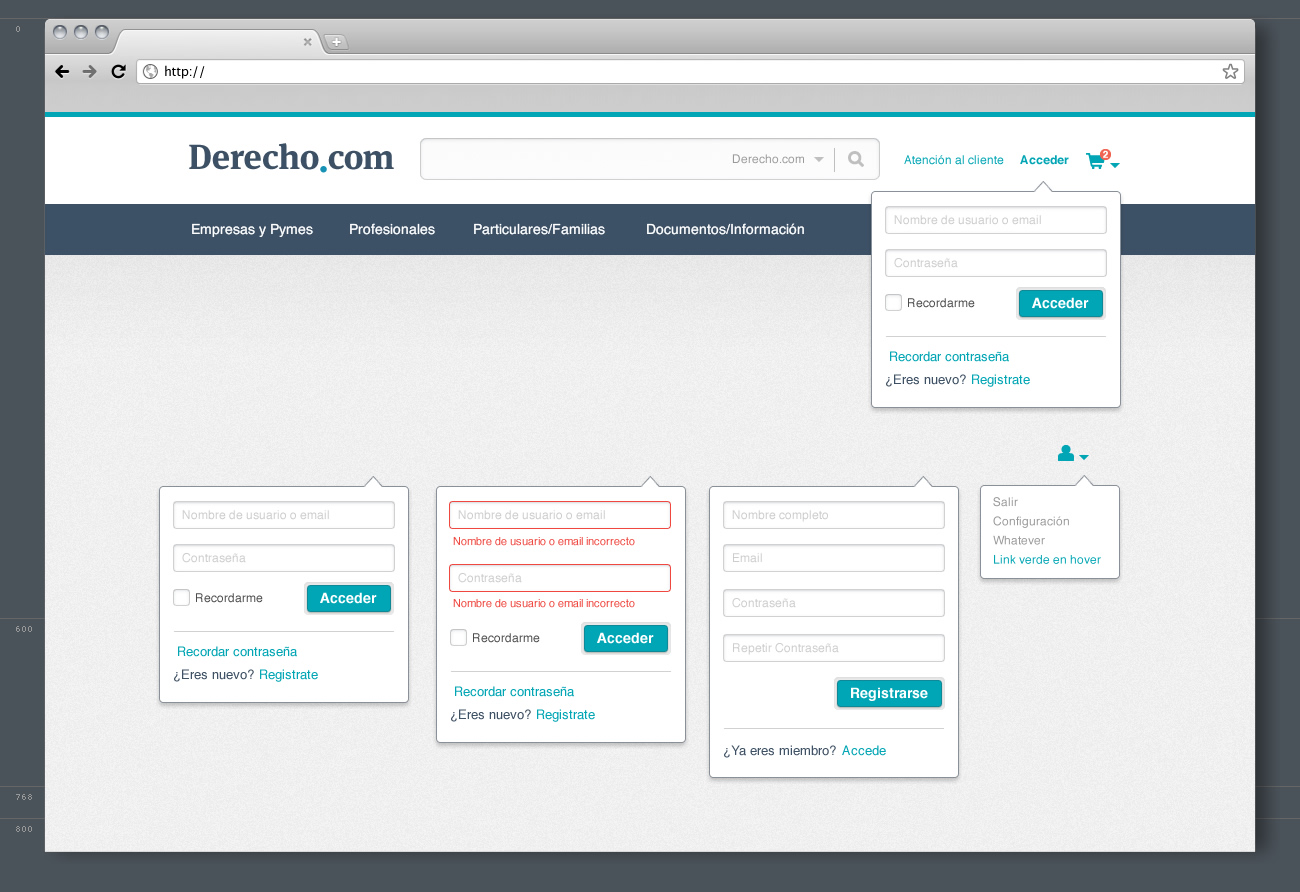 0
http://
Derecho.com
Derecho.com
Atención al cliente
Acceder
2
Empresas y Pymes
Profesionales
Particulares/Familias
Documentos/Información
Nombre de usuario o email
Contraseña
Recordarme
Acceder
Recordar contraseña
¿Eres nuevo? Registrate
Nombre de usuario o email
Contraseña
Recordarme
Acceder
Recordar contraseña
¿Eres nuevo? Registrate
Nombre de usuario o email
Nombre de usuario o email incorrecto
Contraseña
Nombre de usuario o email incorrecto
Recordarme
Acceder
Recordar contraseña
¿Eres nuevo? Registrate
Nombre completo
Email
Contraseña
Repetir Contraseña
Registrarse
¿Ya eres miembro? Accede
Salir
Configuración
Whatever
Link verde en hover
600
768
800